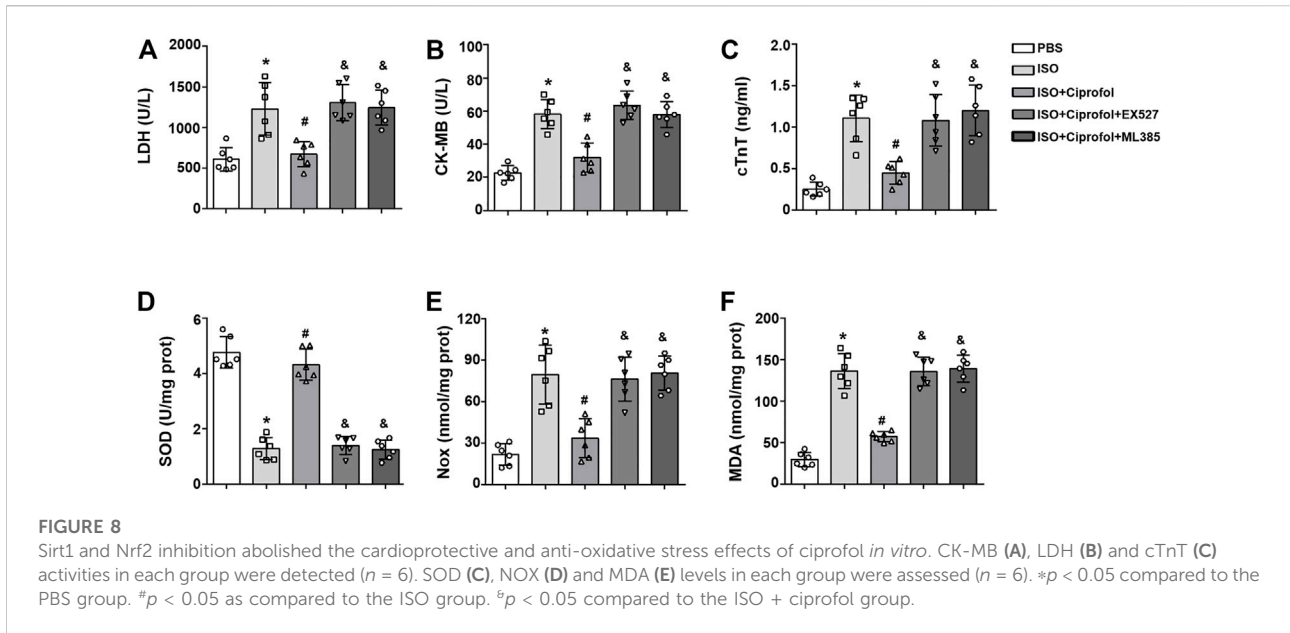 A
2000
1500
1000
500
0
LDH (U/L)
*
#
&
&
B
100
80
60
40
20
0
CK-MB (U/L)
*
#
&
&
C
2.0
1.5
1.0
0.5
0.0
cTnT (ng/ml)
*
#
&
&
PBS
ISO
ISO+Ciprofol
ISO+Ciprofol+EX527
ISO+Ciprofol+ML385
D
6
4
2
0
SOD (U/mg prot)
*
#
&
&
E
120
90
60
30
0
Nox (nmol/mg prot)
*
#
&
&
F
200
150
100
50
0
MDA (nmol/mg prot)
*
#
&
&
FIGURE 8
Sirt1 and Nrf2 inhibition abolished the cardioprotective and anti-oxidative stress effects of ciprofol in vitro. CK-MB (A), LDH (B) and cTnT (C)
activities in each group were detected (n = 6). SOD (C), NOX (D) and MDA (E) levels in each group were assessed (n = 6). *p < 0.05 compared to the
PBS group. #p < 0.05 as compared to the ISO group. &p < 0.05 compared to the ISO + ciprofol group.